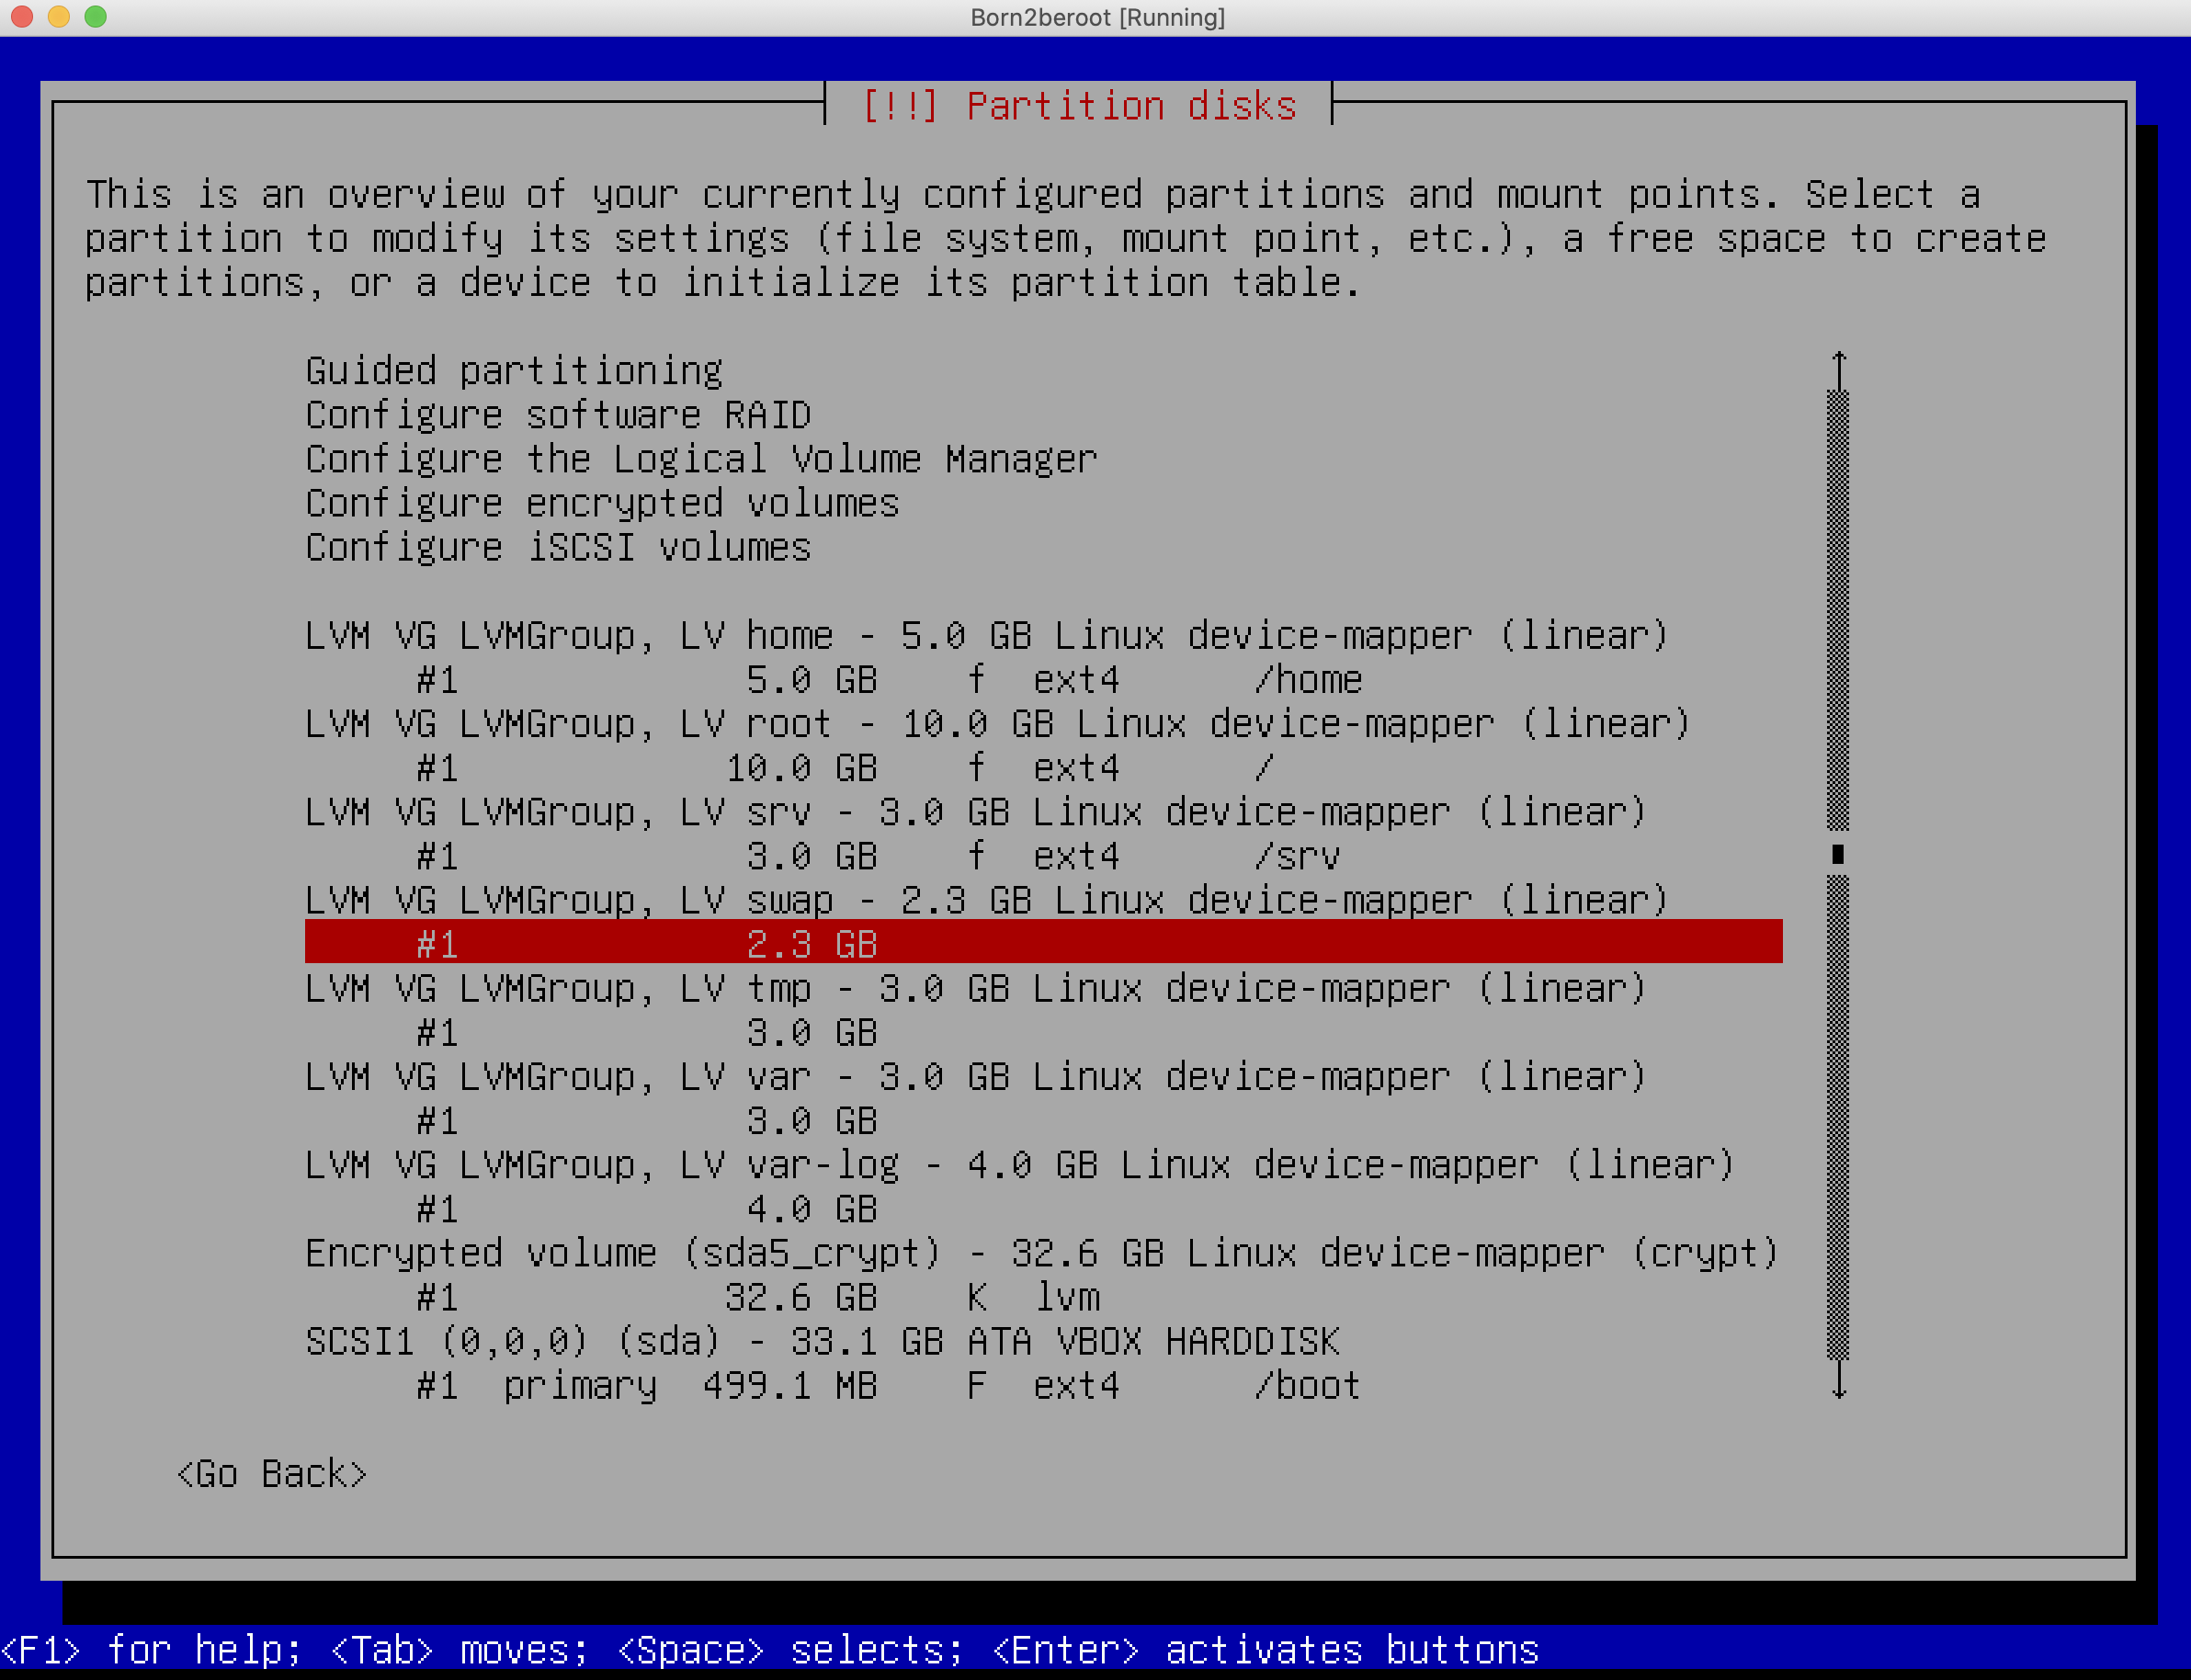 Born2beroot [Running]
[!!] Partition disks
This is an overview of your currently configured partitions and mount points. Select a
partition to modify its settings (file system, mount point, etc.), a free space to create
partitions, or a device to initialize its partition table.
Guided partitioning
Configure software RAID
Configure the Logical Volume Manager
Configure encrypted volumes
Configure iSCSI volumes
LVM VG LVMGroup, LV home - 5.0 GB Linux device-mapper (linear)
#1 5.0 GB f ext4 /home
LVM VG LVMGroup, LV root - 10.0 GB Linux device-mapper (linear)
#1 10.0 GB f ext4 /
LVM VG LVMGroup, LV srv - 3.0 GB Linux device-mapper (linear)
#1 3.0 GB f ext4 /srv
LVM VG LVMGroup, LV swap - 2.3 GB Linux device-mapper (linear)
#1 2.3 GB
LVM VG LVMGroup, LV tmp - 3.0 GB Linux device-mapper (linear)
#1 3.0 GB
LVM VG LVMGroup, LV var - 3.0 GB Linux device-mapper (linear)
#1 3.0 GB
LVM VG LVMGroup, LV var-log - 4.0 GB Linux device-mapper (linear)
#1 4.0 GB
Encrypted volume (sda5_crypt) - 32.6 GB Linux device-mapper (crypt)
#1 32.6 GB K lvm
SCSI1 (0,0,0) (sda) - 33.1 GB ATA VBOX HARDDISK
#1 primary 499.1 MB F ext4 /boot
<Go Back>
<F1> for help; <Tab> moves; <Space> selects; <Enter> activates buttons